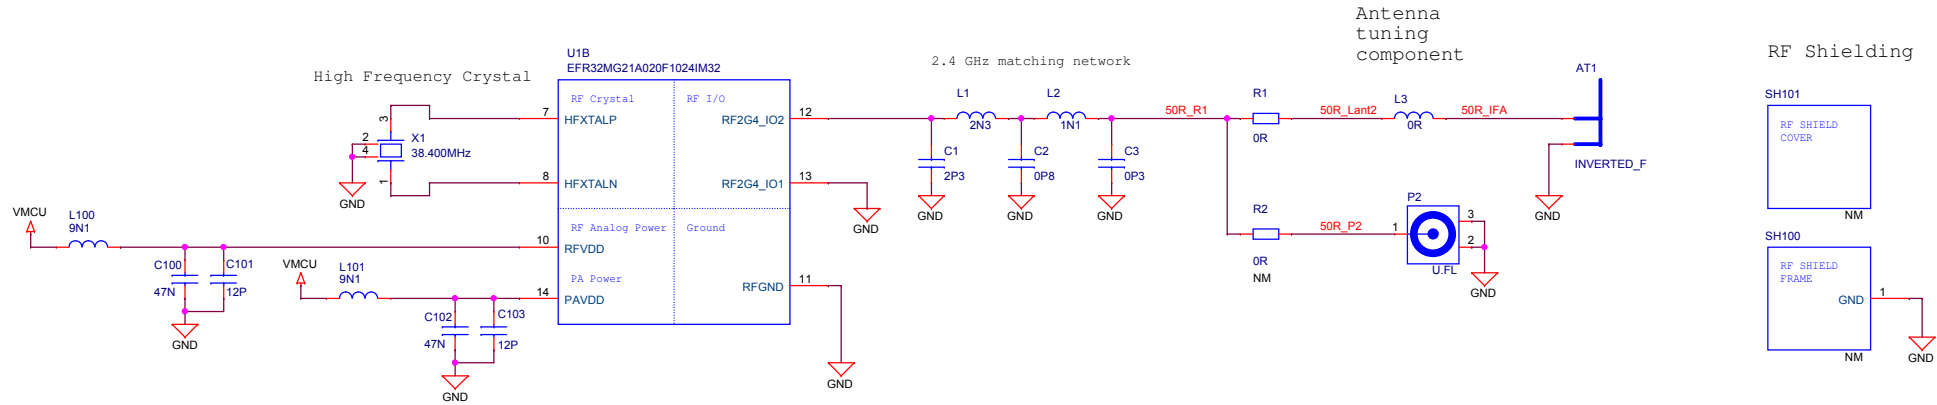 Antenna
tuning
component
RF Shielding
High Frequency Crystal
2.4 GHz matching network
U1B
EFR32MG21A020F1024IM32
RF Crystal
RF I/O
7
HFXTALP
8
HFXTALN
RF2G4_IO2
12
RF2G4_IO1
13
RF Analog Power
Ground
10
RFVDD
PA Power
14
PAVDD
RFGND
11
3
2
4
1
X1
38.400MHz
GND
VMCU
L100
9N1
C100
47N
C101
12P
GND
VMCU
L101
9N1
C102
47N
C103
12P
GND
GND
GND
L1
2N3
L2
1N1
C1
2P3
GND
C2
0P8
GND
C3
0P3
GND
50R_R1
R1
0R
50R_Lant2
L3
0R
50R_IFA
AT1
INVERTED_F
GND
R2
0R
NM
50R_P2
P2
1
3
2
U.FL
GND
SH101
RF SHIELD
COVER
NM
SH100
RF SHIELD
FRAME
GND
1
NM
GND